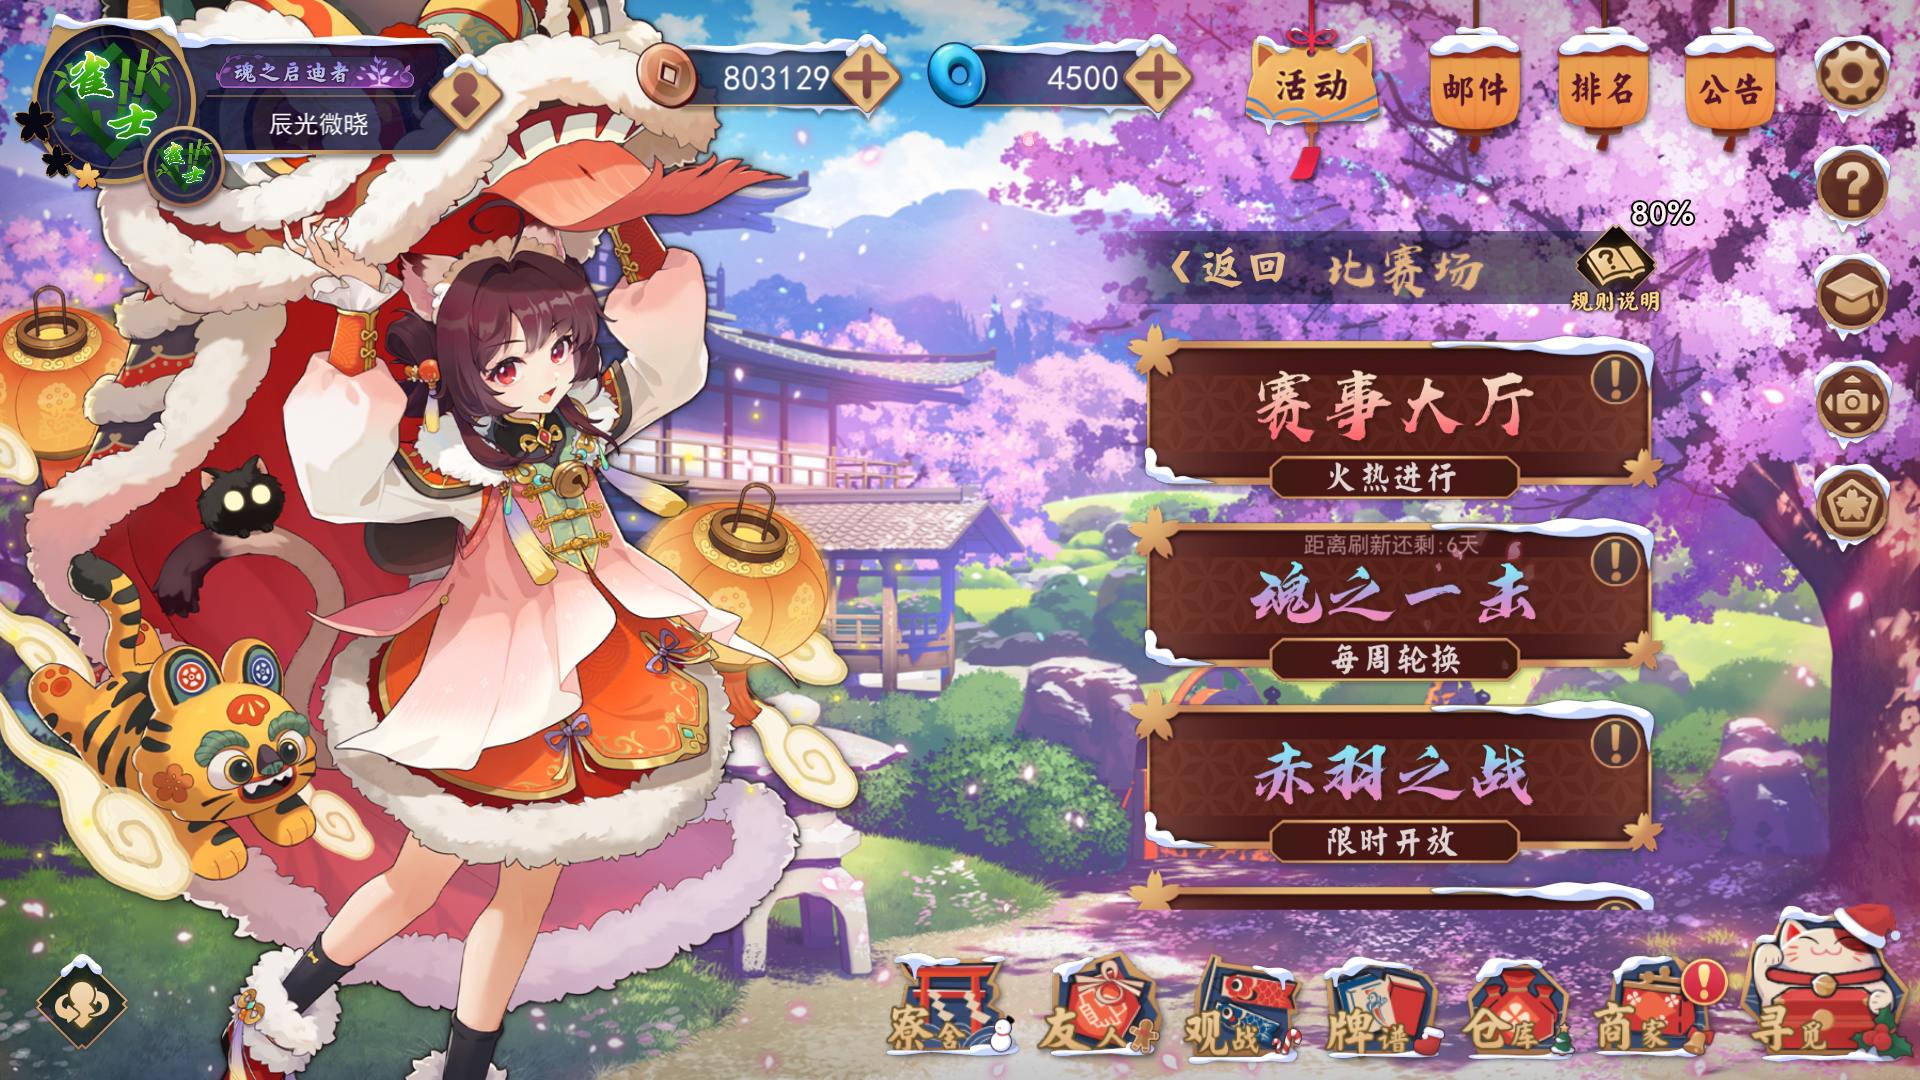 雀士
魂之启迪者
辰光微晓
雀士
803129
4500
活动
邮件
排名
公告
80%
返回 比赛场
规则说明
赛事大厅
火热进行
距离刷新还剩:6天
魂之一击
每周轮换
赤羽之战
限时开放
寮舍
友人
观战
牌谱
仓库
商家
寻觅